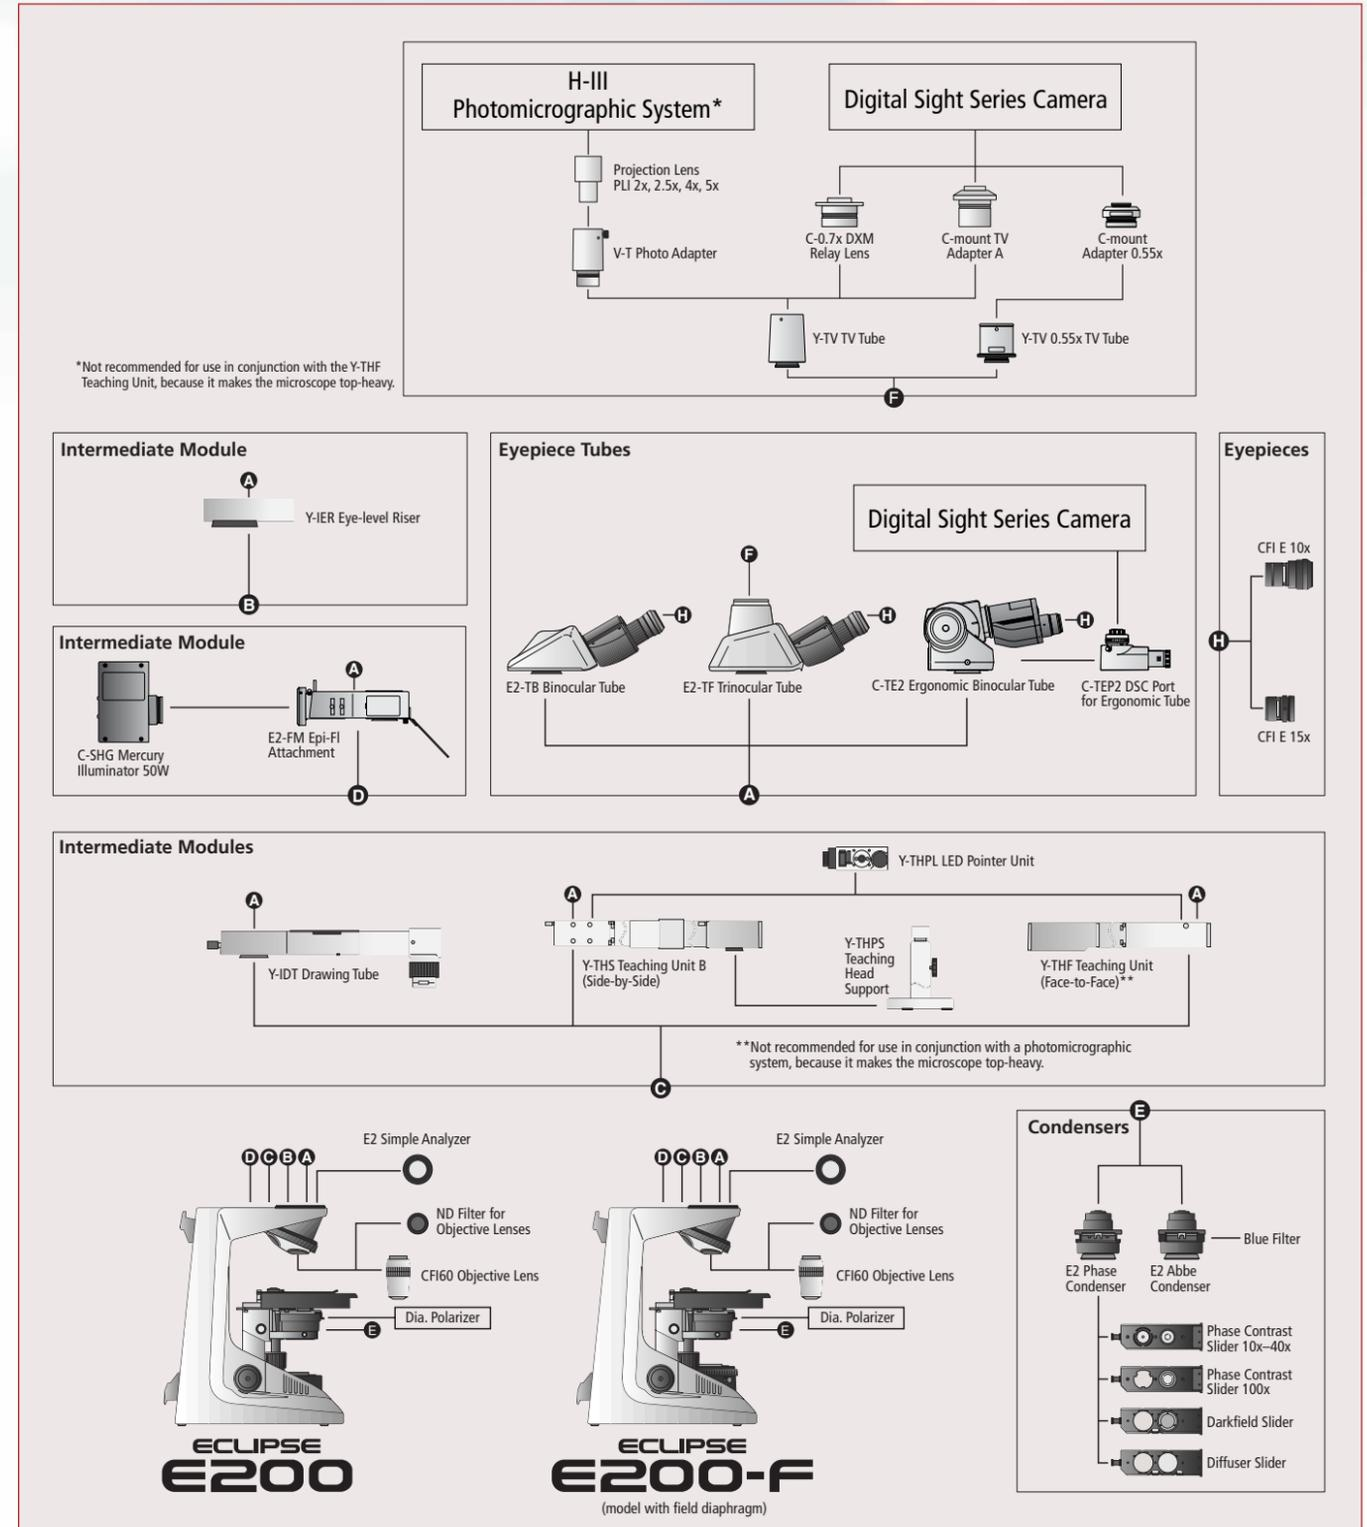 H-III
Photomicrographic System*
Digital Sight Series Camera
Projection Lens
PLI 2x, 2.5x, 4x, 5x
V-T Photo Adapter
C-0.7x DXM
Relay Lens
C-mount TV
Adapter A
C-mount
Adapter 0.55x
Y-TV TV Tube
Y-TV 0.55x TV Tube
F
*Not recommended for use in conjunction with the Y-THF
Teaching Unit, because it makes the microscope top-heavy.
Intermediate Module
A
Y-IER Eye-level Riser
B
Intermediate Module
A
C-SHG Mercury
Illuminator 50W
E2-FM Epi-Fl
Attachment
D
Eyepiece Tubes
Digital Sight Series Camera
F
H
H
H
E2-TB Binocular Tube
E2-TF Trinocular Tube
C-TE2 Ergonomic Binocular Tube
C-TEP2 DSC Port
for Ergonomic Tube
A
Eyepieces
CFI E 10x
H
CFI E 15x
Intermediate Modules
Y-THPL LED Pointer Unit
A
A
A
Y-IDT Drawing Tube
Y-THS Teaching Unit B
(Side-by-Side)
Y-THPS
Teaching
Head
Support
Y-THF Teaching Unit
(Face-to-Face)**
**Not recommended for use in conjunction with a photomicrographic
system, because it makes the microscope top-heavy.
C
E2 Simple Analyzer
D C B A
ND Filter for
Objective Lenses
CFI60 Objective Lens
Dia. Polarizer
E
ECLIPSE
E200
E2 Simple Analyzer
D C B A
ND Filter for
Objective Lenses
CFI60 Objective Lens
Dia. Polarizer
E
ECLIPSE
E200-F
(model with field diaphragm)
E
Condensers
Blue Filter
E2 Phase
Condenser
E2 Abbe
Condenser
Phase Contrast
Slider 10x–40x
Phase Contrast
Slider 100x
Darkfield Slider
Diffuser Slider